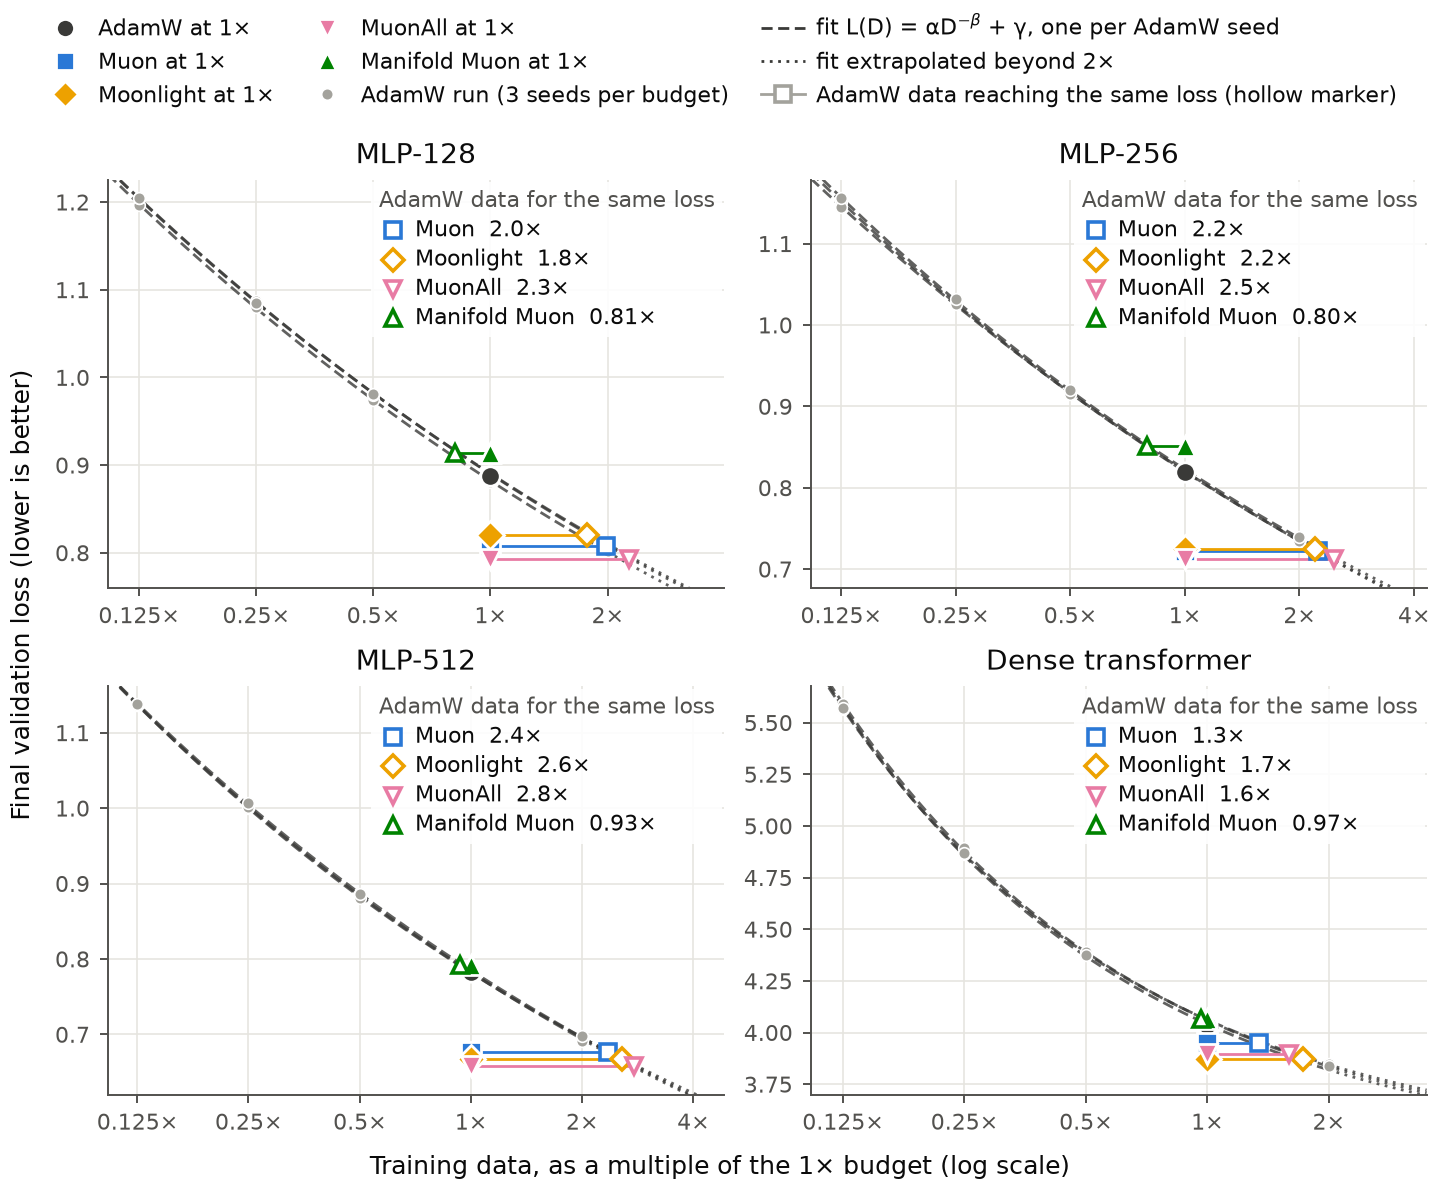 AdamW at 1×
Muon at 1×
Moonlight at 1×
MuonAll at 1×
Manifold Muon at 1×
AdamW run (3 seeds per budget)
fit L(D) = αD^−β + γ, one per AdamW seed
fit extrapolated beyond 2×
AdamW data reaching the same loss (hollow marker)
Final validation loss (lower is better)
MLP-128
1.2
1.1
1.0
0.9
0.8
AdamW data for the same loss
Muon 2.0×
Moonlight 1.8×
MuonAll 2.3×
Manifold Muon 0.81×
0.125× 0.25× 0.5× 1× 2×
MLP-256
1.1
1.0
0.9
0.8
0.7
AdamW data for the same loss
Muon 2.2×
Moonlight 2.2×
MuonAll 2.5×
Manifold Muon 0.80×
0.125× 0.25× 0.5× 1× 2× 4×
MLP-512
1.1
1.0
0.9
0.8
0.7
AdamW data for the same loss
Muon 2.4×
Moonlight 2.6×
MuonAll 2.8×
Manifold Muon 0.93×
0.125× 0.25× 0.5× 1× 2× 4×
Dense transformer
5.50
5.25
5.00
4.75
4.50
4.25
4.00
3.75
AdamW data for the same loss
Muon 1.3×
Moonlight 1.7×
MuonAll 1.6×
Manifold Muon 0.97×
0.125× 0.25× 0.5× 1× 2×
Training data, as a multiple of the 1× budget (log scale)